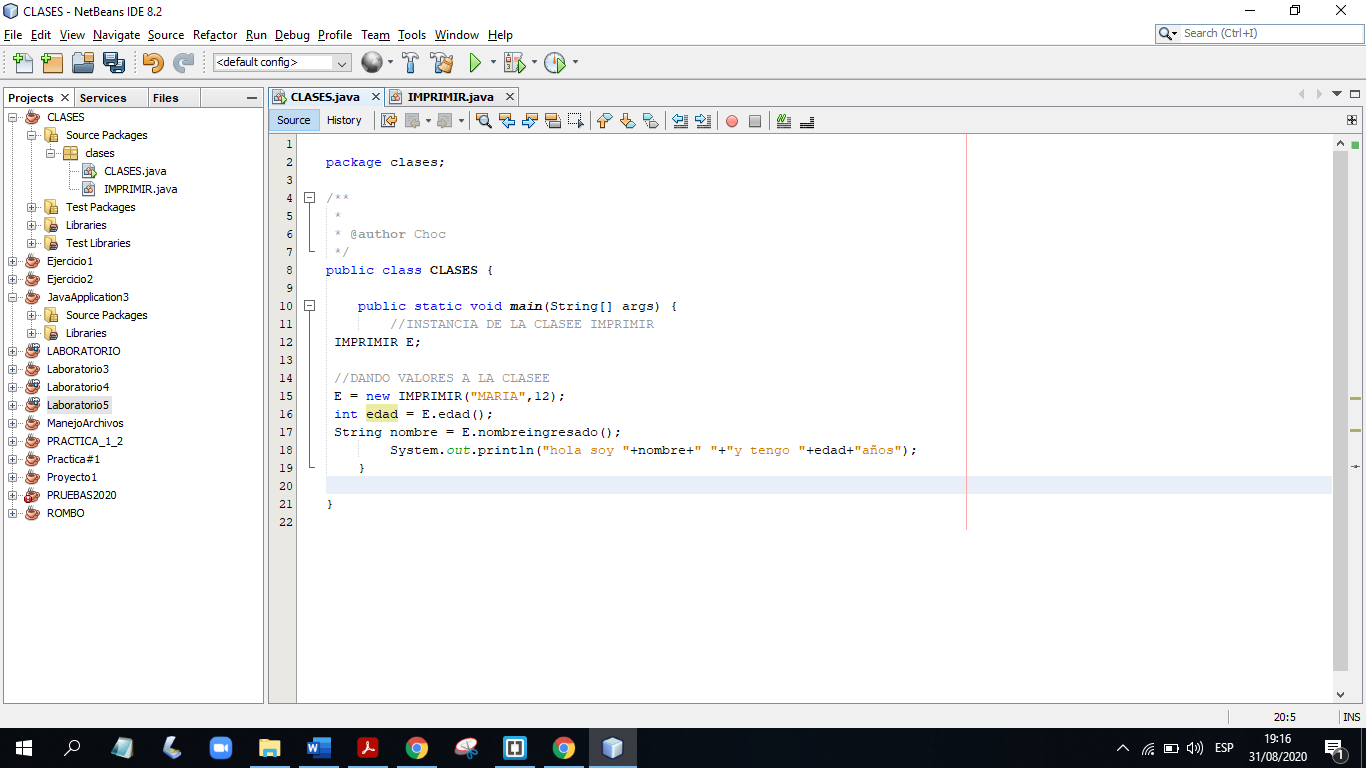 CLASES - NetBeans IDE 8.2
File Edit View Navigate Source Refactor Run Debug Profile Team Tools Window Help
Search (Ctrl+I)
<default config>
Projects Services Files
CLASES.java IMPRIMIR.java
Source History
CLASES
Source Packages
clases
CLASES.java
IMPRIMIR.java
Test Packages
Libraries
Test Libraries
Ejercicio1
Ejercicio2
JavaApplication3
Source Packages
Libraries
LABORATORIO
Laboratorio3
Laboratorio4
Laboratorio5
ManejoArchivos
PRACTICA_1_2
Practica#1
Proyecto1
PRUEBAS2020
ROMBO
1
2 package clases;
3
4 /**
5 *
6 * @author Choc
7 */
8 public class CLASES {
9
10 public static void main(String[] args) {
11 //INSTANCIA DE LA CLASEE IMPRIMIR
12 IMPRIMIR E;
13
14 //DANDO VALORES A LA CLASEE
15 E = new IMPRIMIR("MARIA",12);
16 int edad = E.edad();
17 String nombre = E.nombreingresado();
18 System.out.println("hola soy "+nombre+" "+"y tengo "+edad+"años");
19 }
20
21 }
22
20:5 INS
ESP
19:16
31/08/2020
1